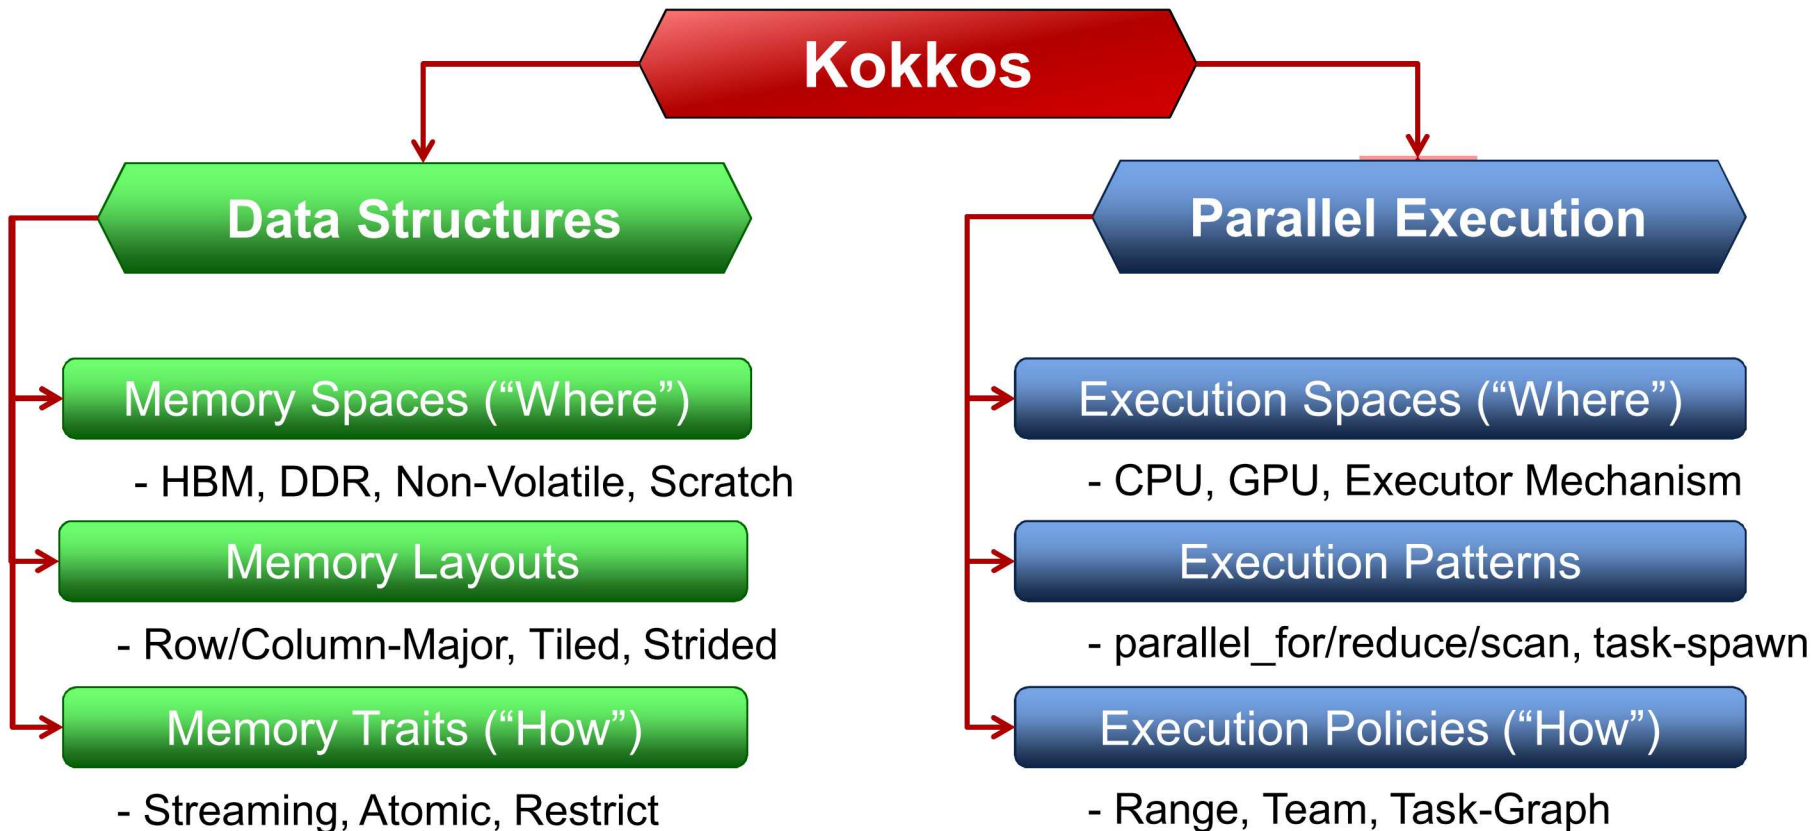 Kokkos
Data Structures
Memory Spaces (“Where”)
- HBM, DDR, Non-Volatile, Scratch
Memory Layouts
- Row/Column-Major, Tiled, Strided
Memory Traits (“How”)
- Streaming, Atomic, Restrict
Parallel Execution
Execution Spaces (“Where”)
- CPU, GPU, Executor Mechanism
Execution Patterns
- parallel_for/reduce/scan, task-spawn
Execution Policies (“How”)
- Range, Team, Task-Graph